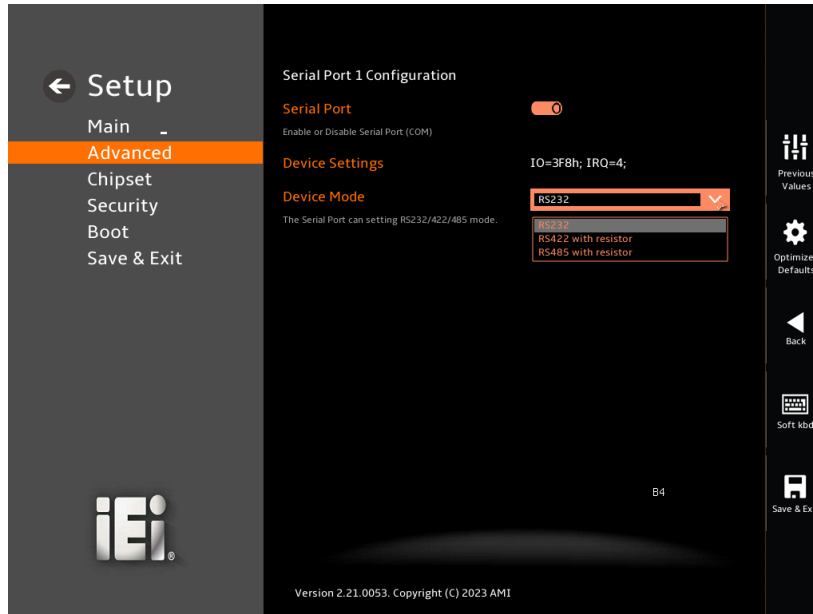 Setup
Main
Advanced
Chipset
Security
Boot
Save & Exit
iEi®
Serial Port 1 Configuration
Serial Port
Enable or Disable Serial Port (COM)
Device Settings IO=3F8h; IRQ=4;
Device Mode RS232
The Serial Port can setting RS232/422/485 mode.
RS232
RS422 with resistor
RS485 with resistor
B4
Version 2.21.0053. Copyright (C) 2023 AMI
Previous
Values
Optimize
Defaults
Back
Soft kbd
Save & Ex